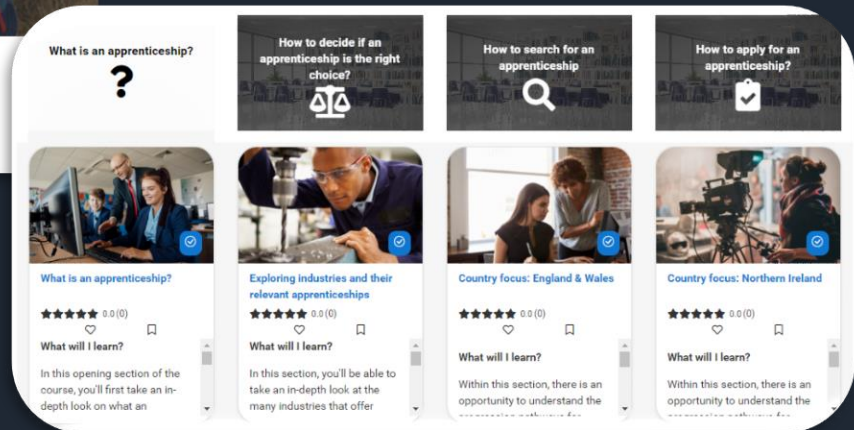 What is an apprenticeship?
?
How to decide if an
apprenticeship is the right
choice?
How to search for an
apprenticeship
How to apply for an
apprenticeship?
What is an apprenticeship?
0.0 (0)
What will I learn?
In this opening section of the
course, you'll first take an in-
depth look on what an
Exploring industries and their
relevant apprenticeships
0.0 (0)
What will I learn?
In this section, you'll be able to
take an in-depth look at the
many industries that offer
Country focus: England & Wales
0.0 (0)
What will I learn?
Within this section, there is an
opportunity to understand the
Country focus: Northern Ireland
0.0 (0)
What will I learn?
Within this section, there is an
opportunity to understand the